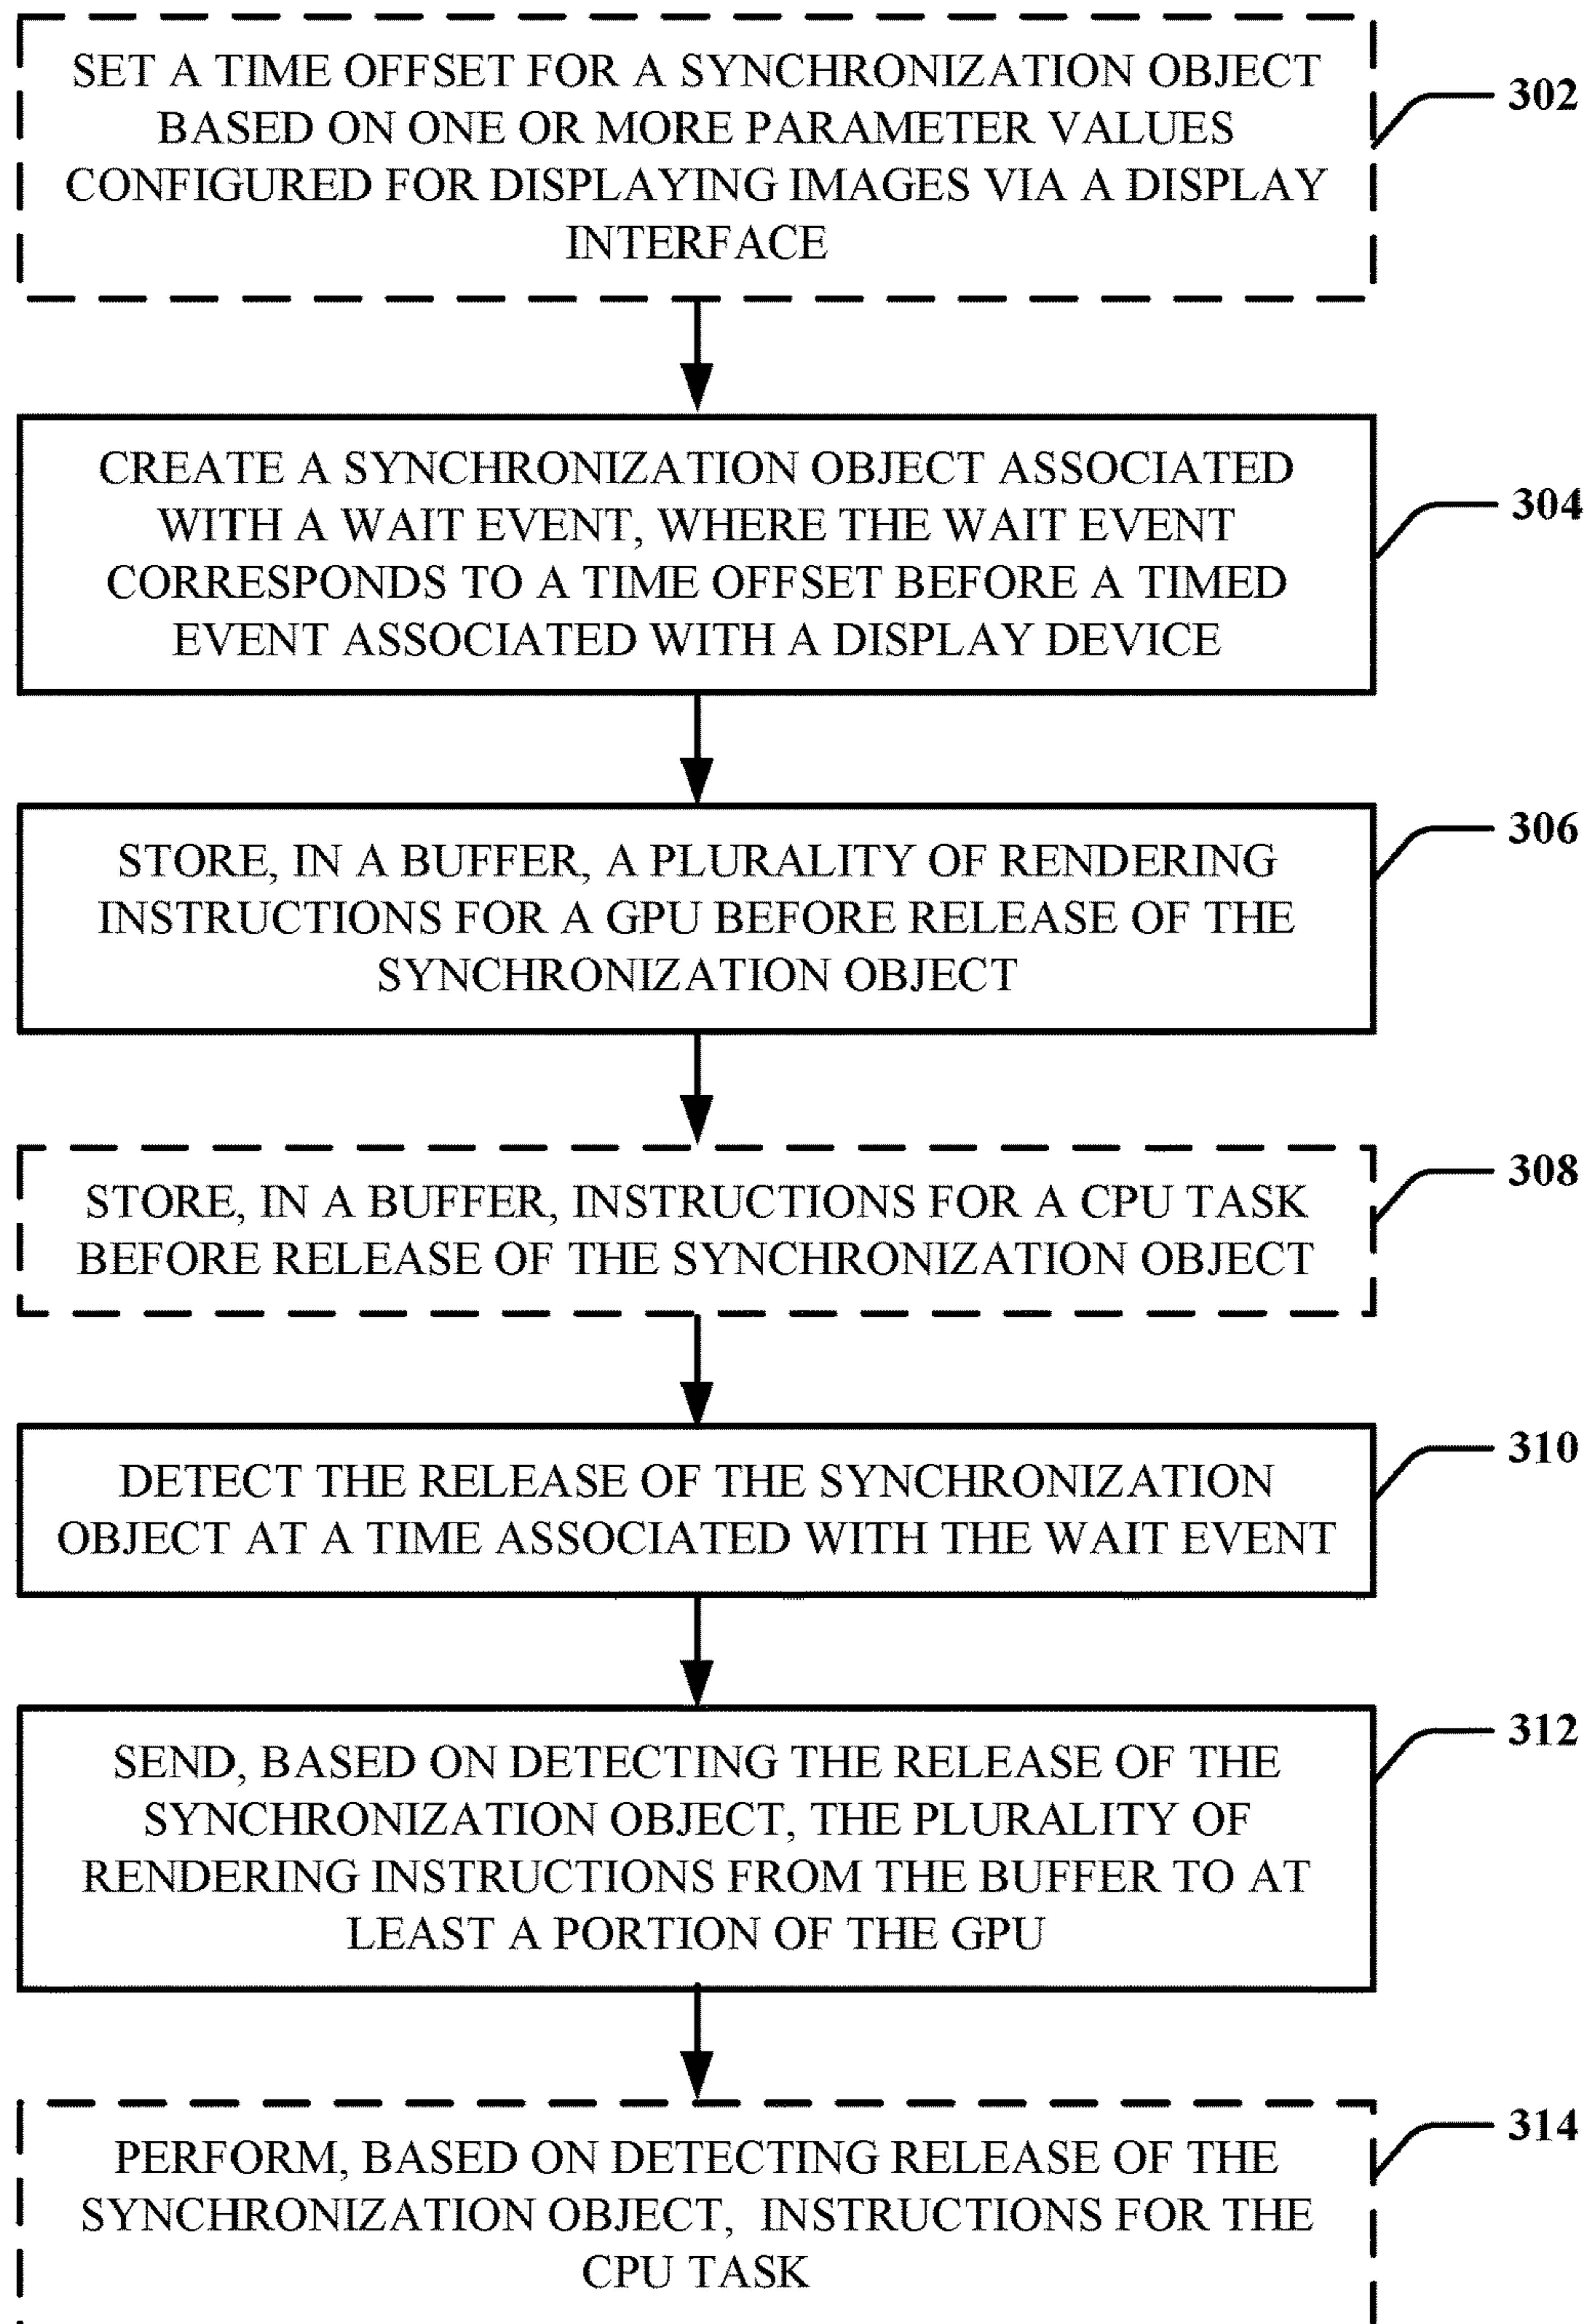 SET A TIME OFFSET FOR A SYNCHRONIZATION OBJECT
BASED ON ONE OR MORE PARAMETER VALUES
CONFIGURED FOR DISPLAYING IMAGES VIA A DISPLAY
INTERFACE
302
CREATE A SYNCHRONIZATION OBJECT ASSOCIATED
WITH A WAIT EVENT, WHERE THE WAIT EVENT
CORRESPONDS TO A TIME OFFSET BEFORE A TIMED
EVENT ASSOCIATED WITH A DISPLAY DEVICE
304
STORE, IN A BUFFER, A PLURALITY OF RENDERING
INSTRUCTIONS FOR A GPU BEFORE RELEASE OF THE
SYNCHRONIZATION OBJECT
306
STORE, IN A BUFFER, INSTRUCTIONS FOR A CPU TASK
BEFORE RELEASE OF THE SYNCHRONIZATION OBJECT
308
DETECT THE RELEASE OF THE SYNCHRONIZATION
OBJECT AT A TIME ASSOCIATED WITH THE WAIT EVENT
310
SEND, BASED ON DETECTING THE RELEASE OF THE
SYNCHRONIZATION OBJECT, THE PLURALITY OF
RENDERING INSTRUCTIONS FROM THE BUFFER TO AT
LEAST A PORTION OF THE GPU
312
PERFORM, BASED ON DETECTING RELEASE OF THE
SYNCHRONIZATION OBJECT, INSTRUCTIONS FOR THE
CPU TASK
314